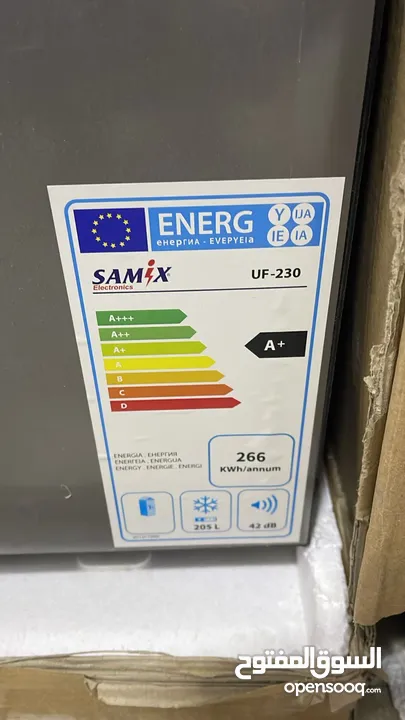 ENERG
Y IJA
IE IA
енергия - ενεργεια
SAMIX
Electronics
UF-230
A+++
A++
A+
A
B
C
D
A+
ENERGIA . ЕНЕРГИЯ
ΕΝΕΡΓΕΙΑ . ENERGIJA
ENERGY . ENERGIE . ENERGI
266
KWh/annum
205 L
42 dB
السوق المفتوح
opensooq.com